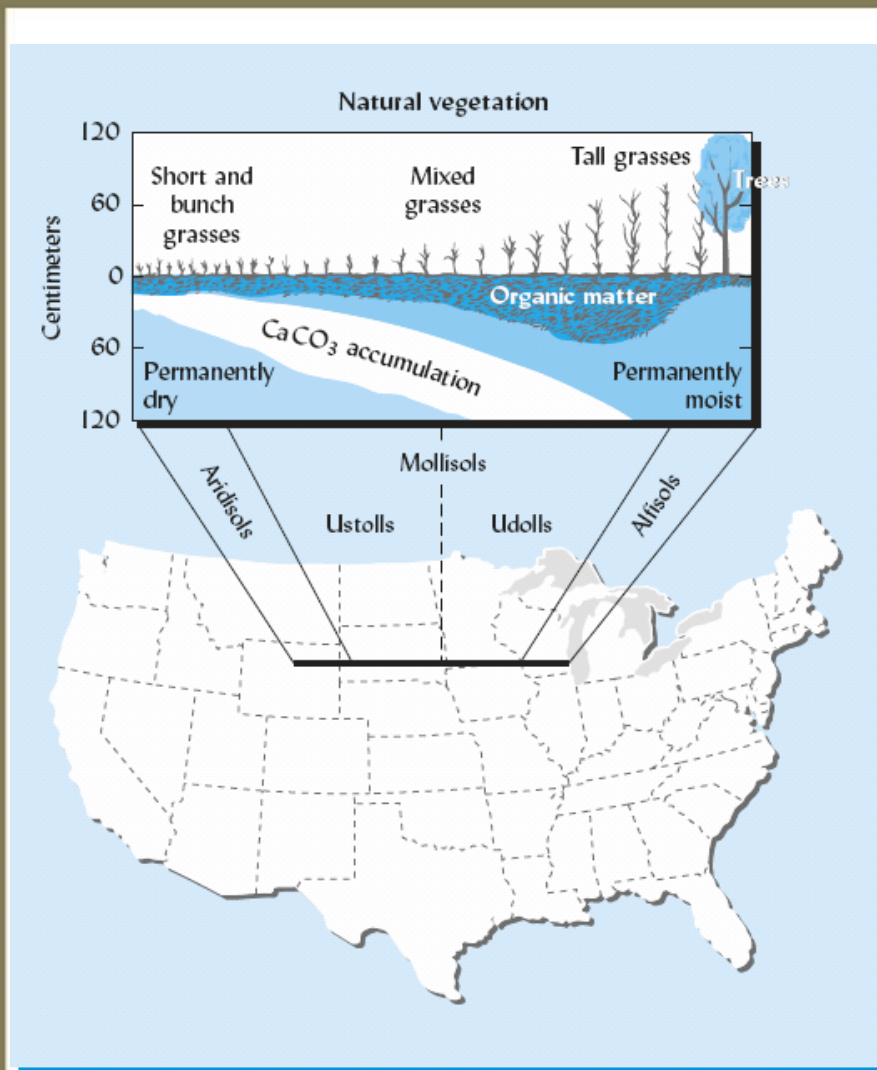 Natural vegetation
Centimeters
120
60
0
60
120
Short and
bunch
grasses
Mixed
grasses
Tall grasses
Trees
Organic matter
CaCO₃ accumulation
Permanently
dry
Permanently
moist
Mollisols
Aridisols
Ustolls
Udolls
Alfisols